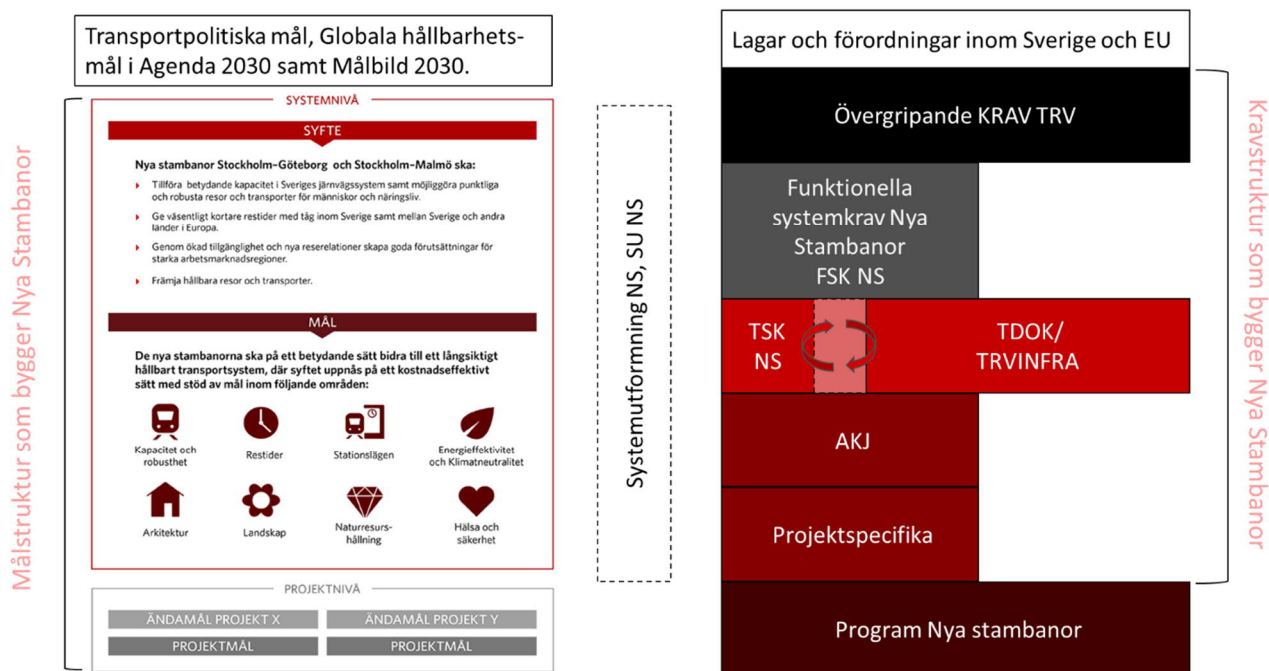 Målstruktur som bygger Nya Stambanor
Transportpolitiska mål, Globala hållbarhets-
mål i Agenda 2030 samt Målbild 2030.
SYSTEMNIVÅ
SYFTE
Nya stambanor Stockholm–Göteborg och Stockholm–Malmö ska:
Tillföra betydande kapacitet i Sveriges järnvägssystem samt möjliggöra punktliga
och robusta resor och transporter för människor och näringsliv.
Ge väsentligt kortare restider med tåg inom Sverige samt mellan Sverige och andra
länder i Europa.
Genom ökad tillgänglighet och nya reserelationer skapa goda förutsättningar för
starka arbetsmarknadsregioner.
Främja hållbara resor och transporter.
MÅL
De nya stambanorna ska på ett betydande sätt bidra till ett långsiktigt
hållbart transportsystem, där syftet uppnås på ett kostnadseffektivt
sätt med stöd av mål inom följande områden:
Kapacitet och
robusthet
Restider
Stationslägen
Energieffektivitet
och Klimatneutralitet
Arkitektur
Landskap
Naturresurs-
hållning
Hälsa och
säkerhet
PROJEKTNIVÅ
ÄNDAMÅL PROJEKT X
ÄNDAMÅL PROJEKT Y
PROJEKTMÅL
PROJEKTMÅL
Systemutformning NS, SU NS
Lagar och förordningar inom Sverige och EU
Övergripande KRAV TRV
Funktionella
systemkrav Nya
Stambanor
FSK NS
TSK
NS
TDOK/
TRVINFRA
AKJ
Projektspecifika
Program Nya stambanor
Kravstruktur som bygger Nya Stambanor